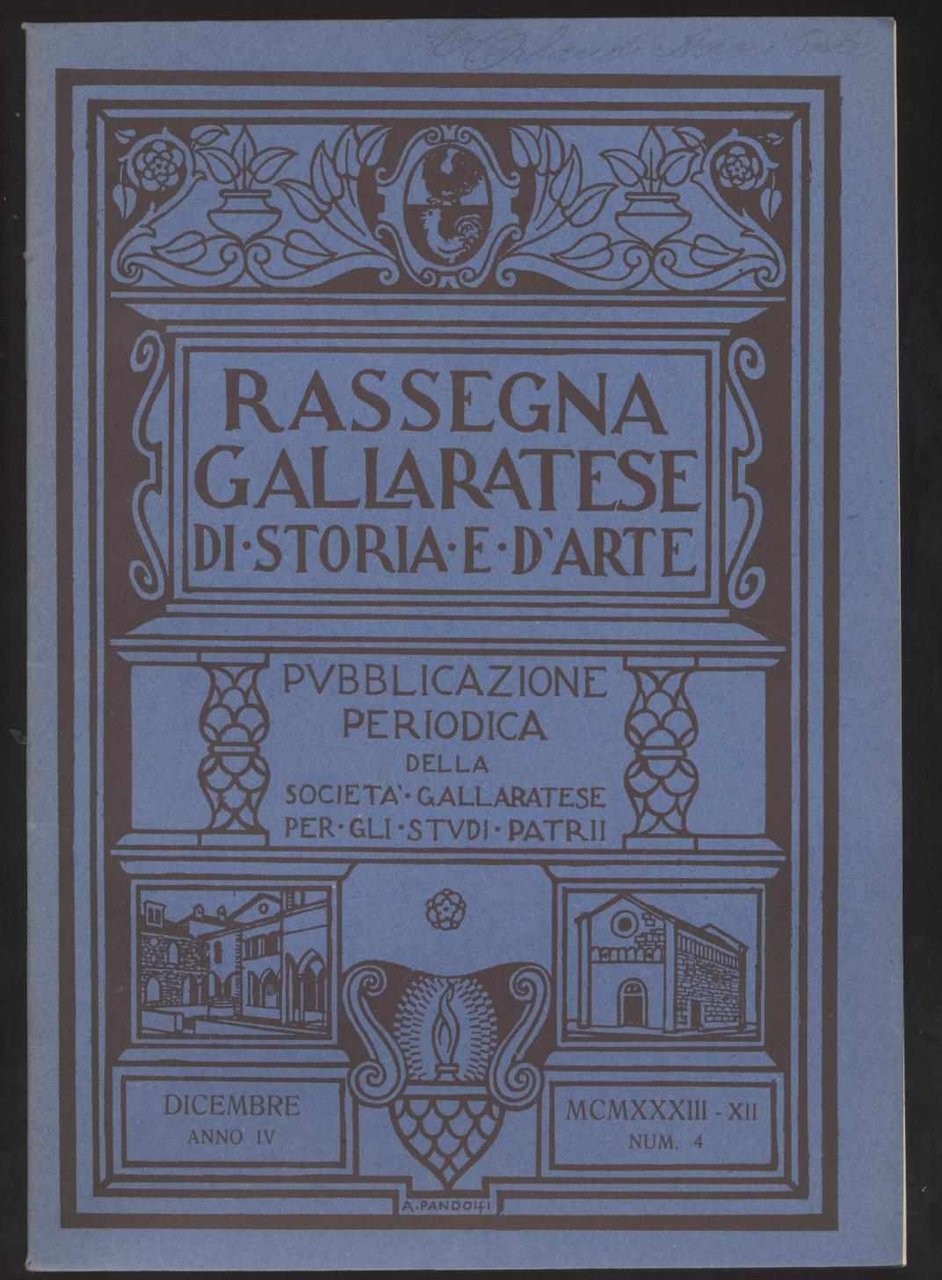 RASSEGNA
GALLARATESE
DI·STORIA·E·D'ARTE
PVBBLICAZIONE
PERIODICA
DELLA
SOCIETA'·GALLARATESE
PER·GLI·STVDI·PATRII
DICEMBRE
ANNO IV
MCMXXXIII - XII
NUM. 4
A. PANDOLFI